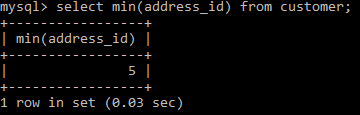 mysql> select min(address_id) from customer;
+-----------------+
| min(address_id) |
+-----------------+
|               5 |
+-----------------+
1 row in set (0.03 sec)